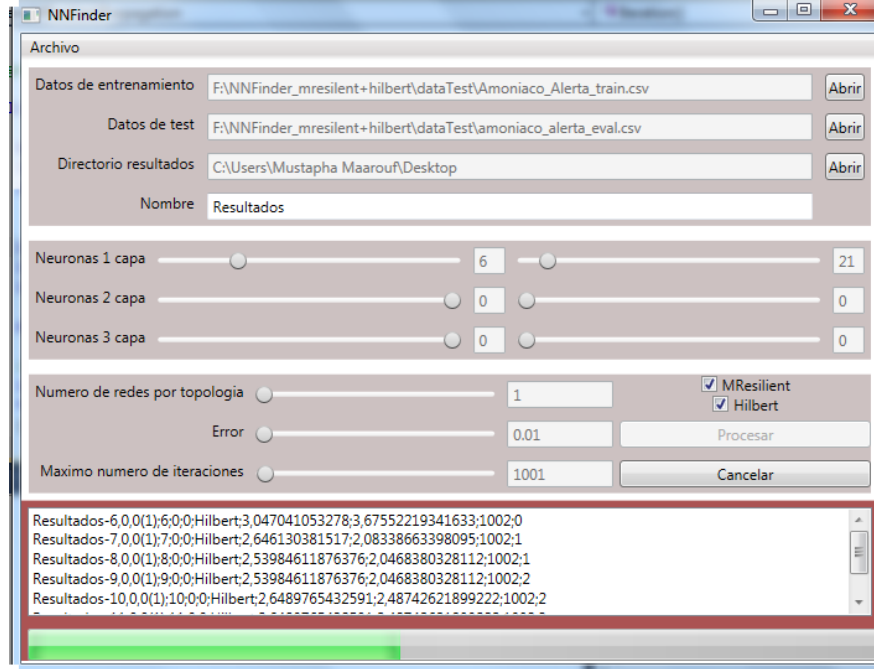 NNFinder
Archivo
Datos de entrenamiento F:\NNFinder_mresilent+hilbert\dataTest\Amoniaco_Alerta_train.csv Abrir
Datos de test F:\NNFinder_mresilent+hilbert\dataTest\amoniaco_alerta_eval.csv Abrir
Directorio resultados C:\Users\Mustapha Maarouf\Desktop Abrir
Nombre Resultados
Neuronas 1 capa 6 21
Neuronas 2 capa 0 0
Neuronas 3 capa 0 0
Numero de redes por topologia 1 MResilient
Hilbert
Error 0.01 Procesar
Maximo numero de iteraciones 1001 Cancelar
Resultados-6,0,0(1);6;0;0;Hilbert;3,047041053278;3,67552219341633;1002;0
Resultados-7,0,0(1);7;0;0;Hilbert;2,646130381517;2,08338663398095;1002;1
Resultados-8,0,0(1);8;0;0;Hilbert;2,53984611876376;2,0468380328112;1002;1
Resultados-9,0,0(1);9;0;0;Hilbert;2,53984611876376;2,0468380328112;1002;2
Resultados-10,0,0(1);10;0;0;Hilbert;2,6489765432591;2,48742621899222;1002;2